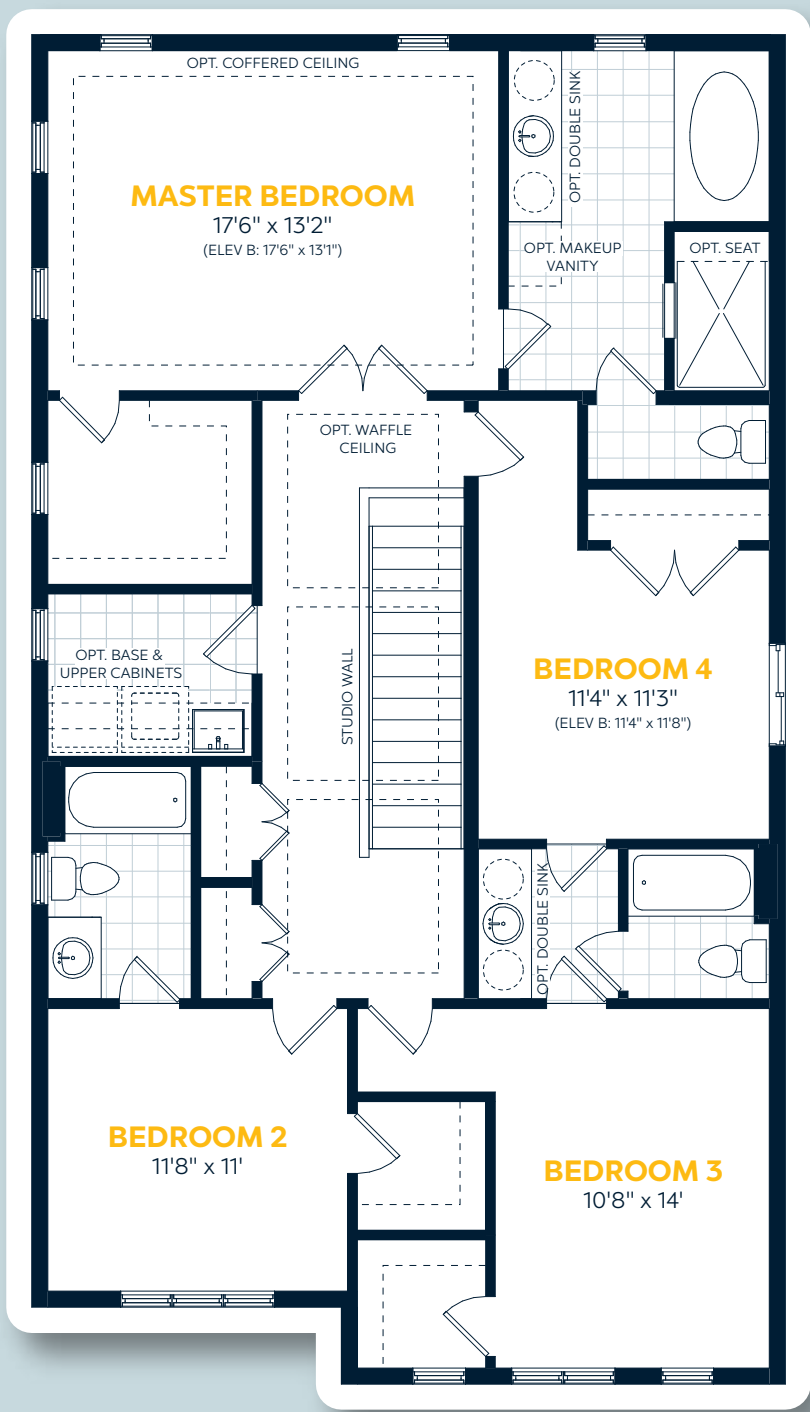 OPT. COFFERED CEILING
MASTER BEDROOM
17'6" x 13'2"
(ELEV B: 17'6" x 13'1")
OPT. DOUBLE SINK
OPT. MAKEUP
VANITY
OPT. SEAT
OPT. WAFFLE
CEILING
STUDIO WALL
OPT. BASE &
UPPER CABINETS
BEDROOM 4
11'4" x 11'3"
(ELEV B: 11'4" x 11'8")
OPT. DOUBLE SINK
BEDROOM 2
11'8" x 11'
BEDROOM 3
10'8" x 14'